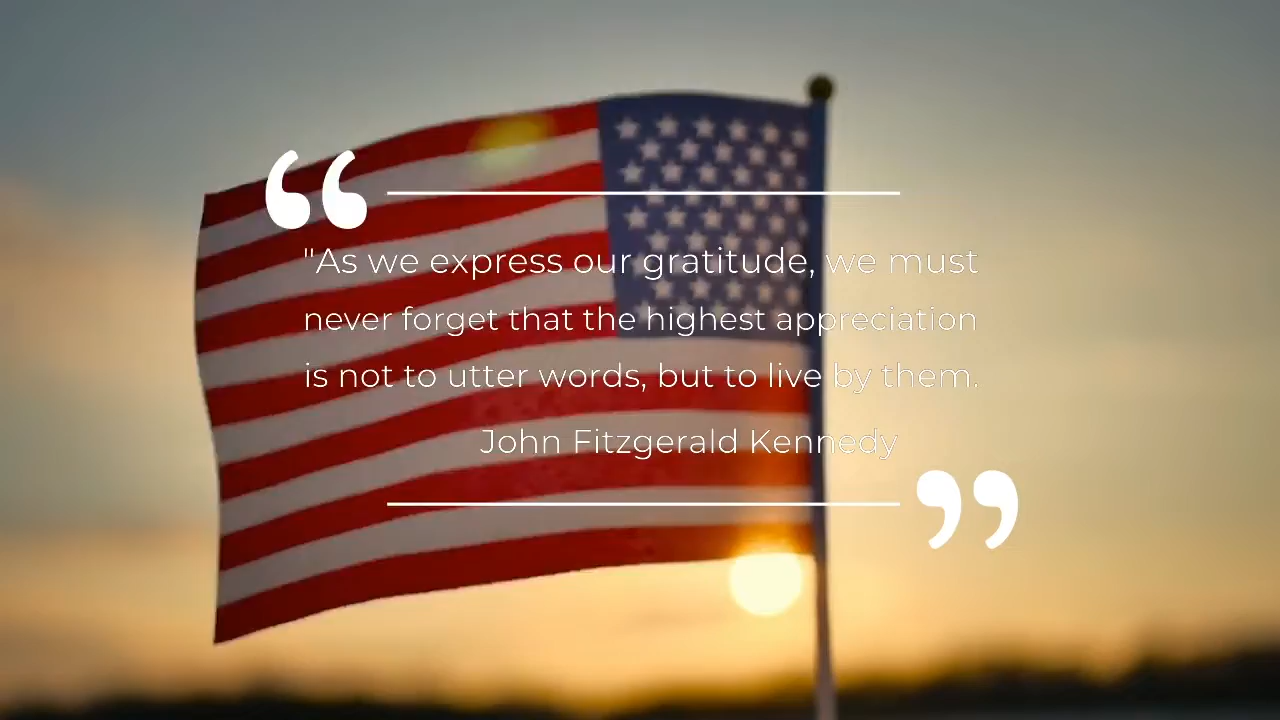 “
"As we express our gratitude, we must
never forget that the highest appreciation
is not to utter words, but to live by them.
John Fitzgerald Kennedy
”